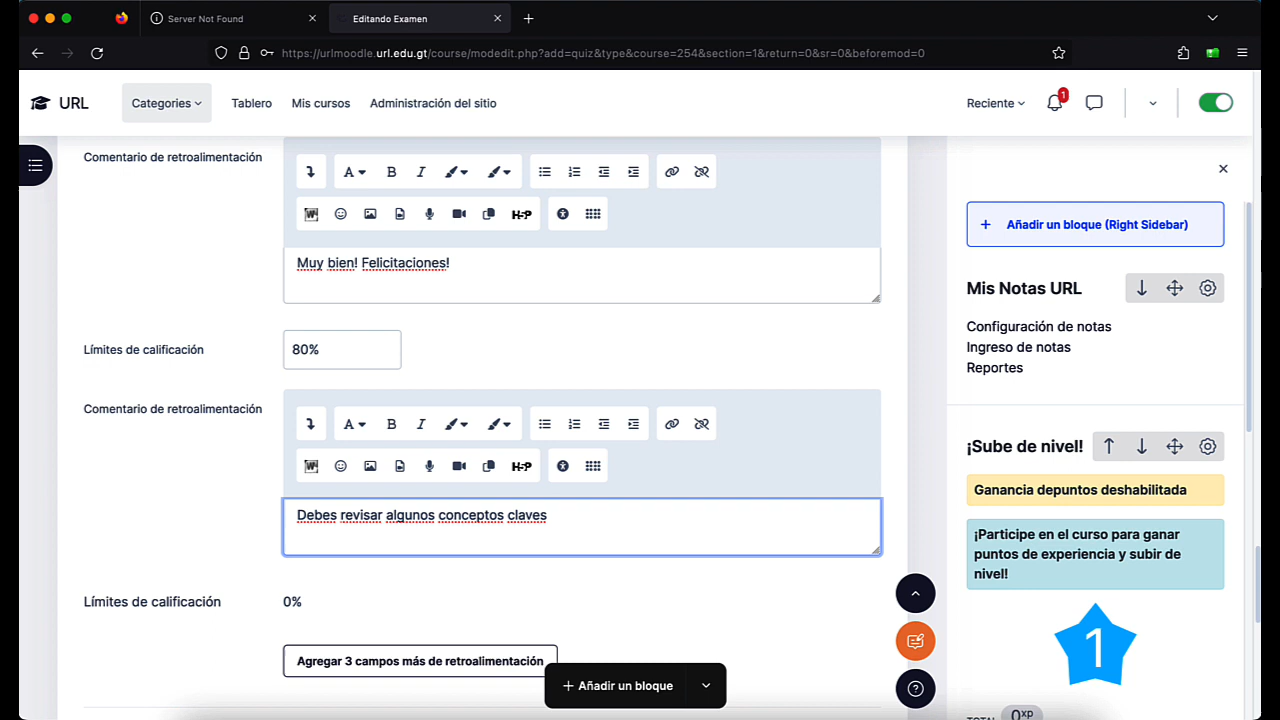 Server Not Found
Editando Examen
https://urlmoodle.url.edu.gt/course/modedit.php?add=quiz&type&course=254&section=1&return=0&sr=0&beforemod=0
URL
Categories
Tablero
Mis cursos
Administración del sitio
Reciente
1
Comentario de retroalimentación
A
B
I
H-P
Muy bien! Felicitaciones!
Límites de calificación
80%
Comentario de retroalimentación
A
B
I
H-P
Debes revisar algunos conceptos claves
Límites de calificación
0%
Agregar 3 campos más de retroalimentación
+ Añadir un bloque
+ Añadir un bloque (Right Sidebar)
Mis Notas URL
Configuración de notas
Ingreso de notas
Reportes
¡Sube de nivel!
Ganancia depuntos deshabilitada
¡Participe en el curso para ganar
puntos de experiencia y subir de
nivel!
1
TOTAL
0xp